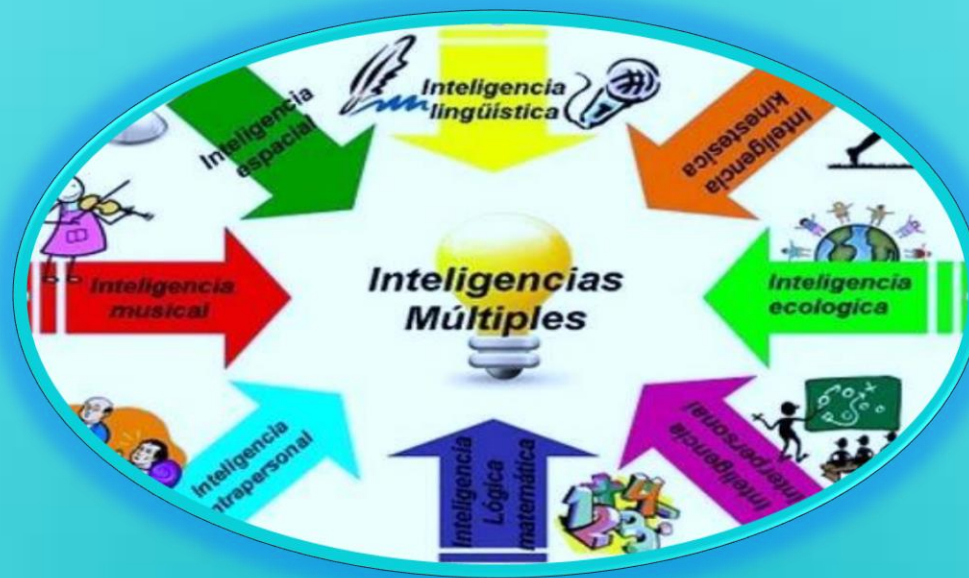 Inteligencia
lingüística
Inteligencia
kinestesica
Inteligencia
ecologica
Inteligencia
interpersonal
Inteligencia
Lógica
matemática
Inteligencia
intrapersonal
Inteligencia
musical
Inteligencia
espacial
Inteligencias
Múltiples